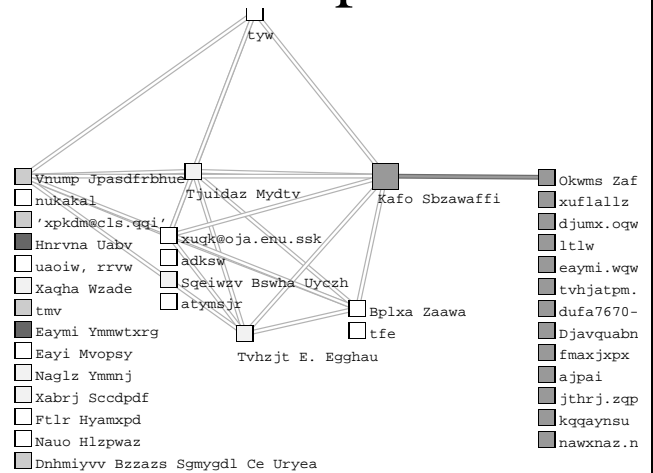 tyw
Vnump Jpasdfrbhue
nukakal
'xpkdm@cls.qqi'
Hnrvna Uabv
uaoiw, rrvw
Xaqha Wzade
tmv
Eaymi Ymmwtxrg
Eayi Mvopsy
Naglz Ymmnj
Xabrj Sccdpdf
Ftlr Hyamxpd
Nauo Hlzpwaz
Dnhmiyvv Bzzazs Sgmygdl Ce Uryea
Tjuidaz Mydtv
xuqk@oja.enu.ssk
adksw
Sqeiwzv Bswha Uyczh
atymsjr
Tvhzjt E. Egghau
Kafo Sbzawaffi
Bplxa Zaawa
tfe
Okwms Zaf
xuflallz
djumx.oqw
ltlw
eaymi.wqw
tvhjatpm.
dufa7670-
Djavquabn
fmaxjxpx
ajpai
jthrj.zqp
kqqaynsu
nawxnaz.n